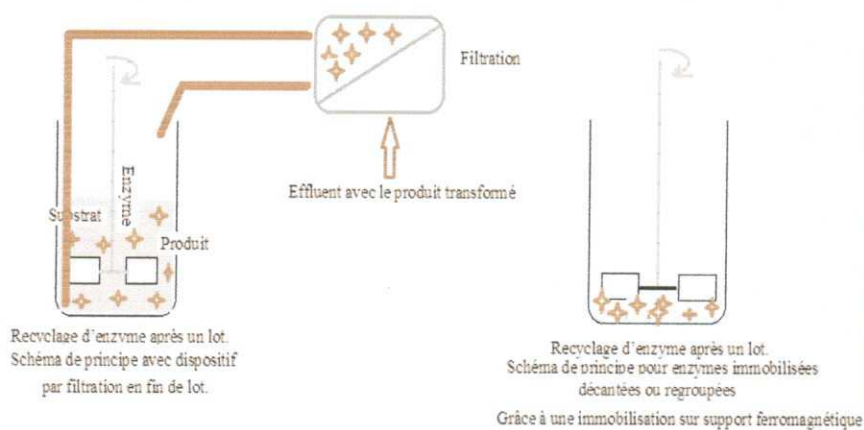 Filtration
Effluent avec le produit transformé
Enzyme
Substrat
Produit
Recyclage d'enzyme après un lot.
Schéma de principe avec dispositif
par filtration en fin de lot.
Recyclage d'enzyme après un lot.
Schéma de principe pour enzymes immobilisées
décantées ou regroupées
Grâce à une immobilisation sur support ferromagnétique